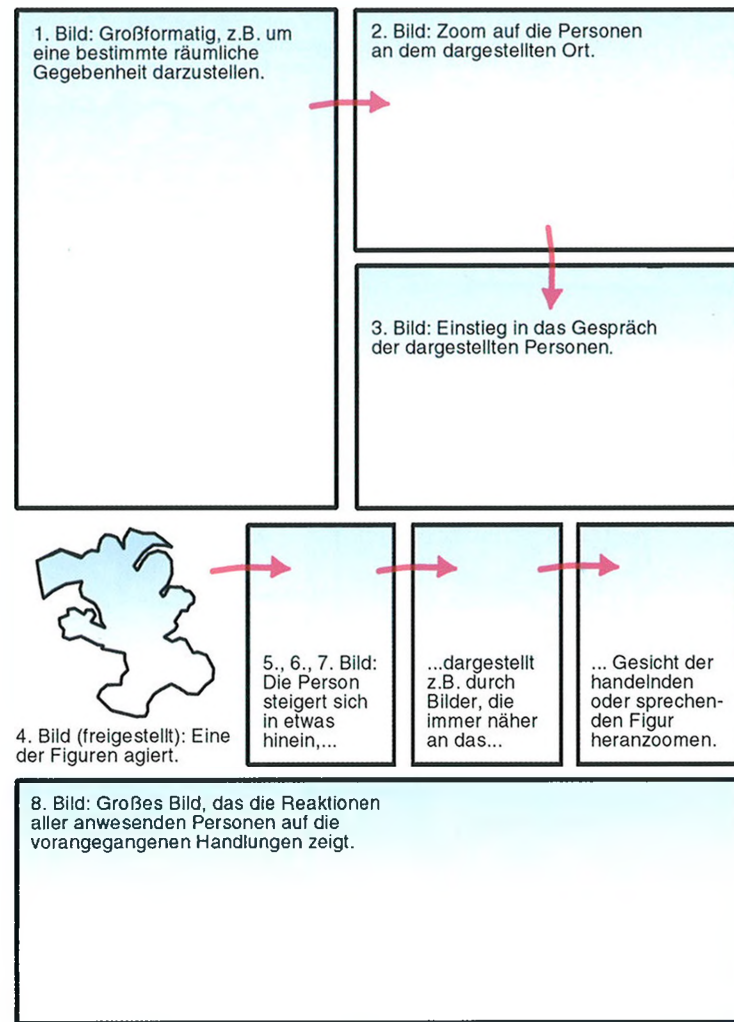 1. Bild: Großformatig, z.B. um
eine bestimmte räumliche
Gegebenheit darzustellen.
2. Bild: Zoom auf die Personen
an dem dargestellten Ort.
3. Bild: Einstieg in das Gespräch
der dargestellten Personen.
4. Bild (freigestellt): Eine
der Figuren agiert.
5., 6., 7. Bild:
Die Person
steigert sich
in etwas
hinein,...
...dargestellt
z.B. durch
Bilder, die
immer näher
an das...
... Gesicht der
handelnden
oder sprechen-
den Figur
heranzoomen.
8. Bild: Großes Bild, das die Reaktionen
aller anwesenden Personen auf die
vorangegangenen Handlungen zeigt.